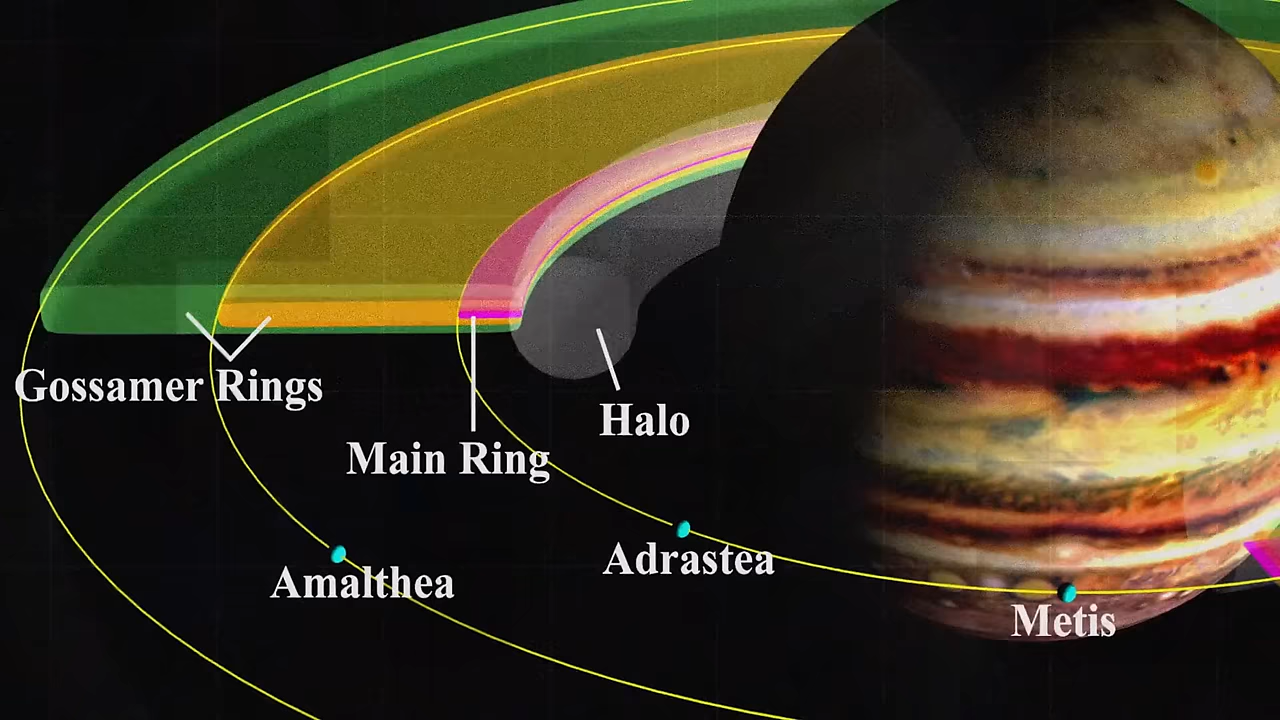 Gossamer Rings
Halo
Main Ring
Adrastea
Amalthea
Metis